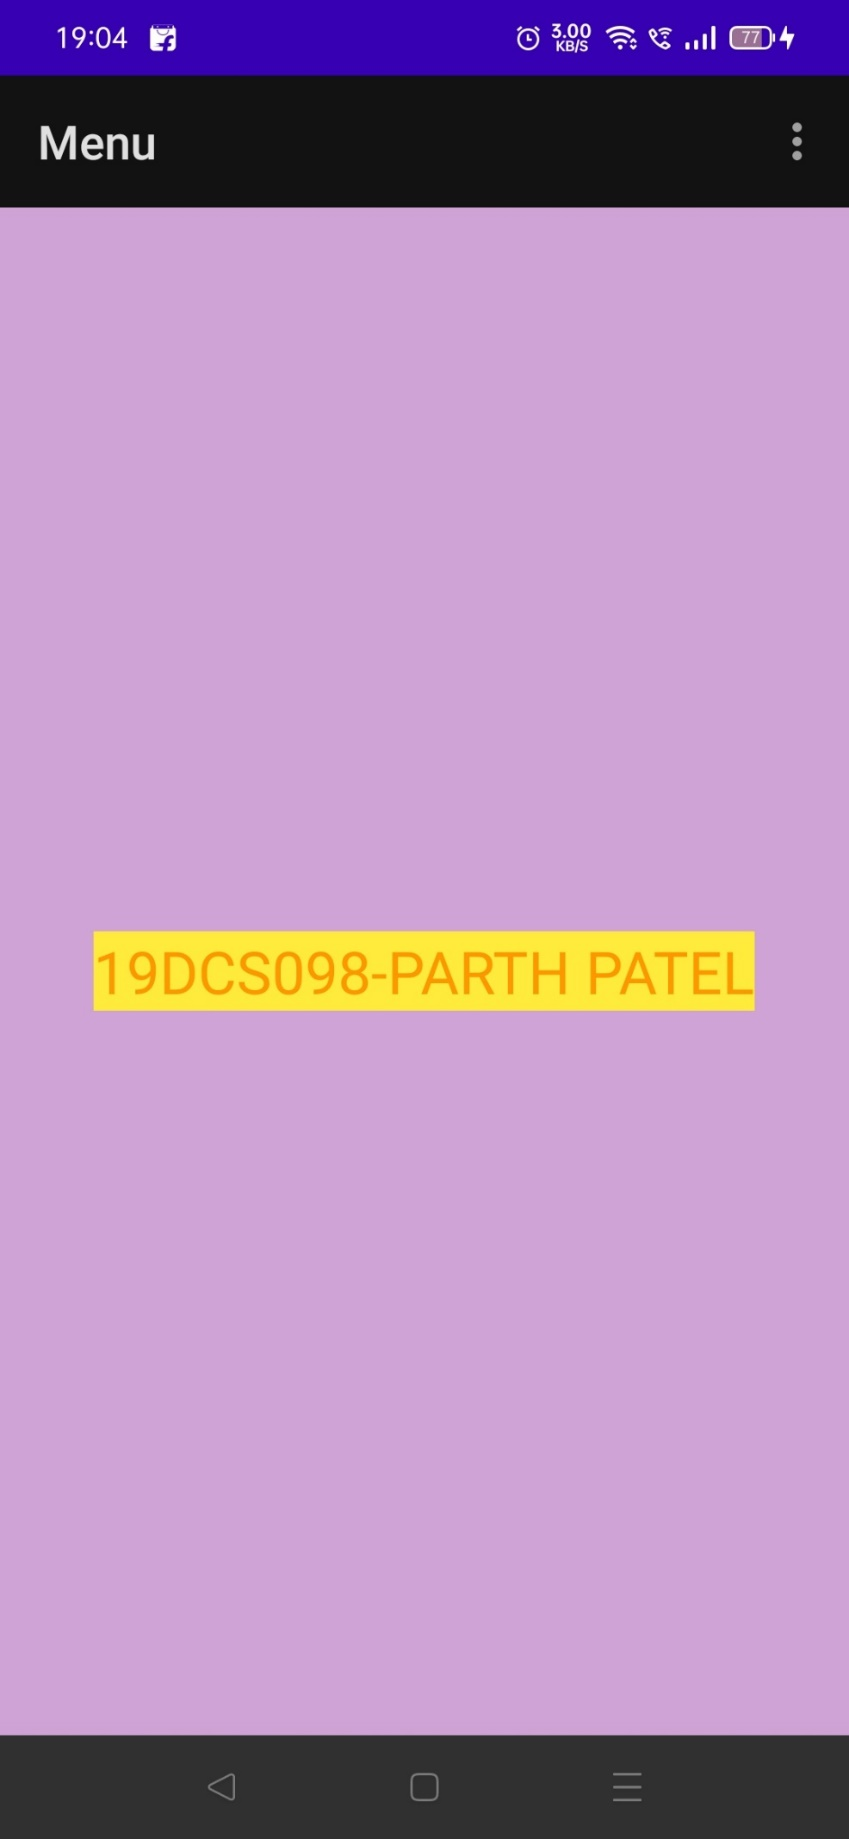 19:04 3.00 KB/S 77
Menu
19DCS098-PARTH PATEL